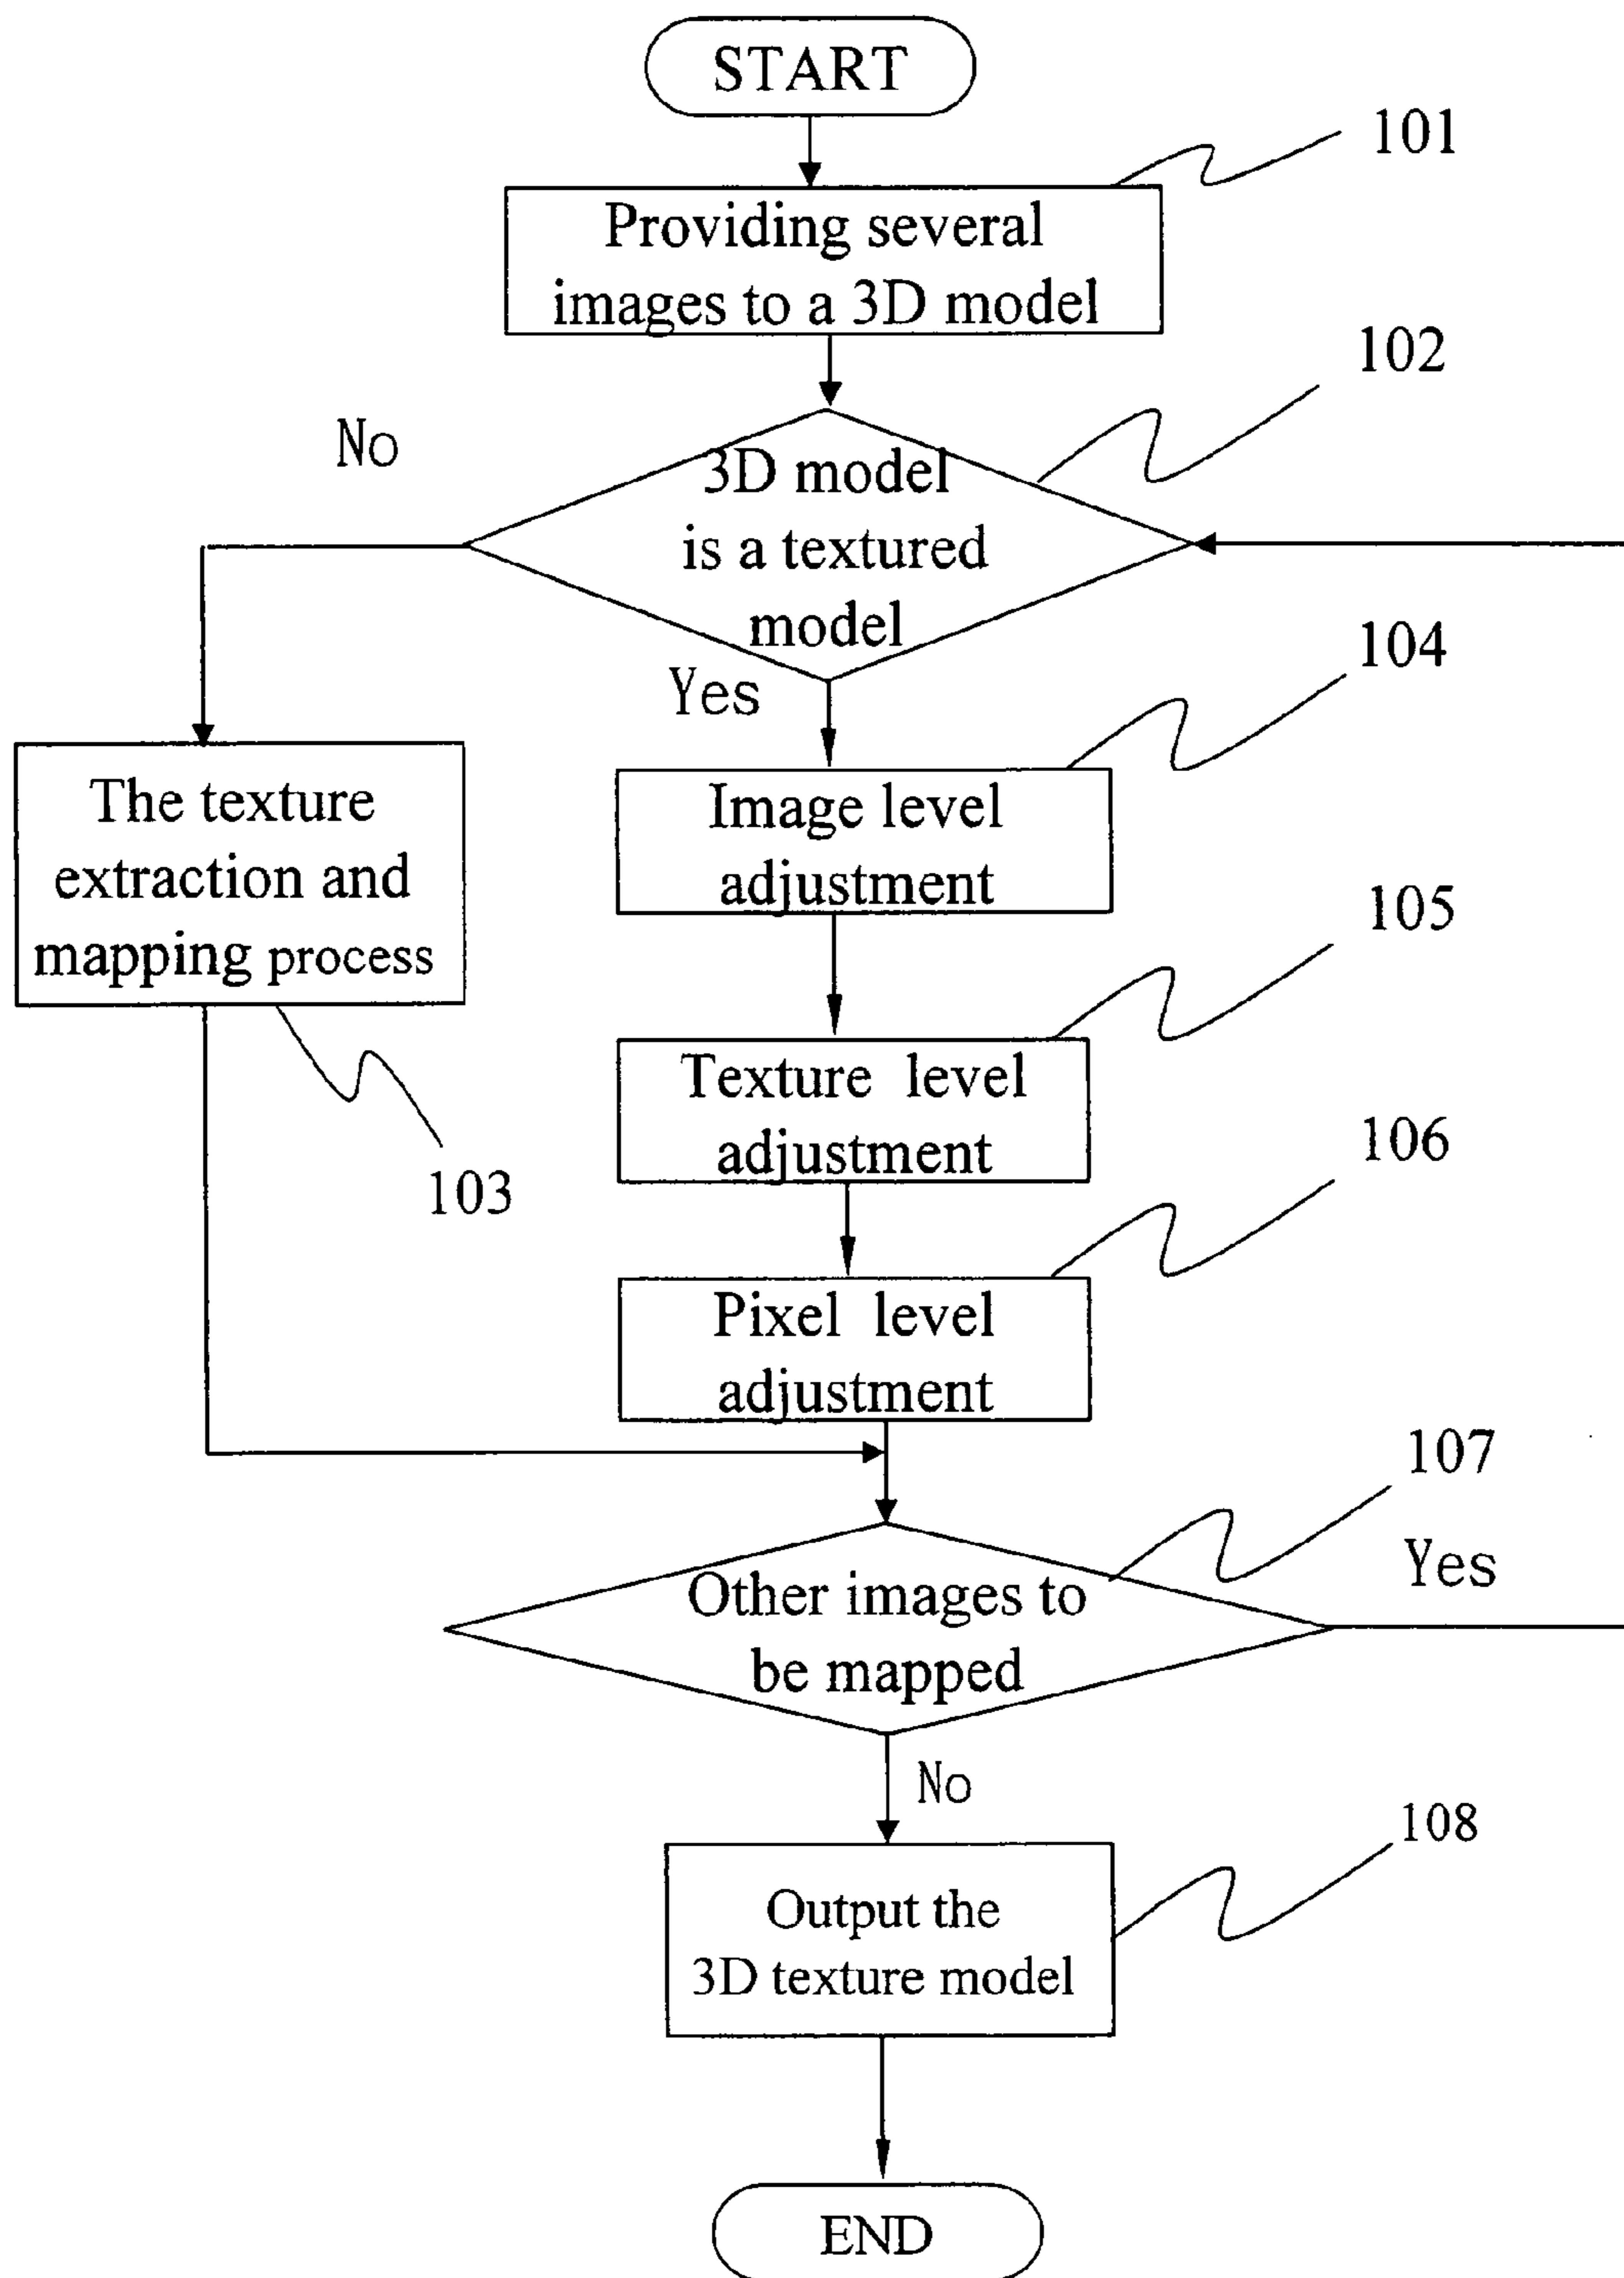 START
101
Providing several
images to a 3D model
102
No
3D model
is a textured
model
Yes
104
The texture
extraction and
mapping process
Image level
adjustment
105
Texture level
adjustment
103
106
Pixel level
adjustment
107
Yes
Other images to
be mapped
No
108
Output the
3D texture model
END